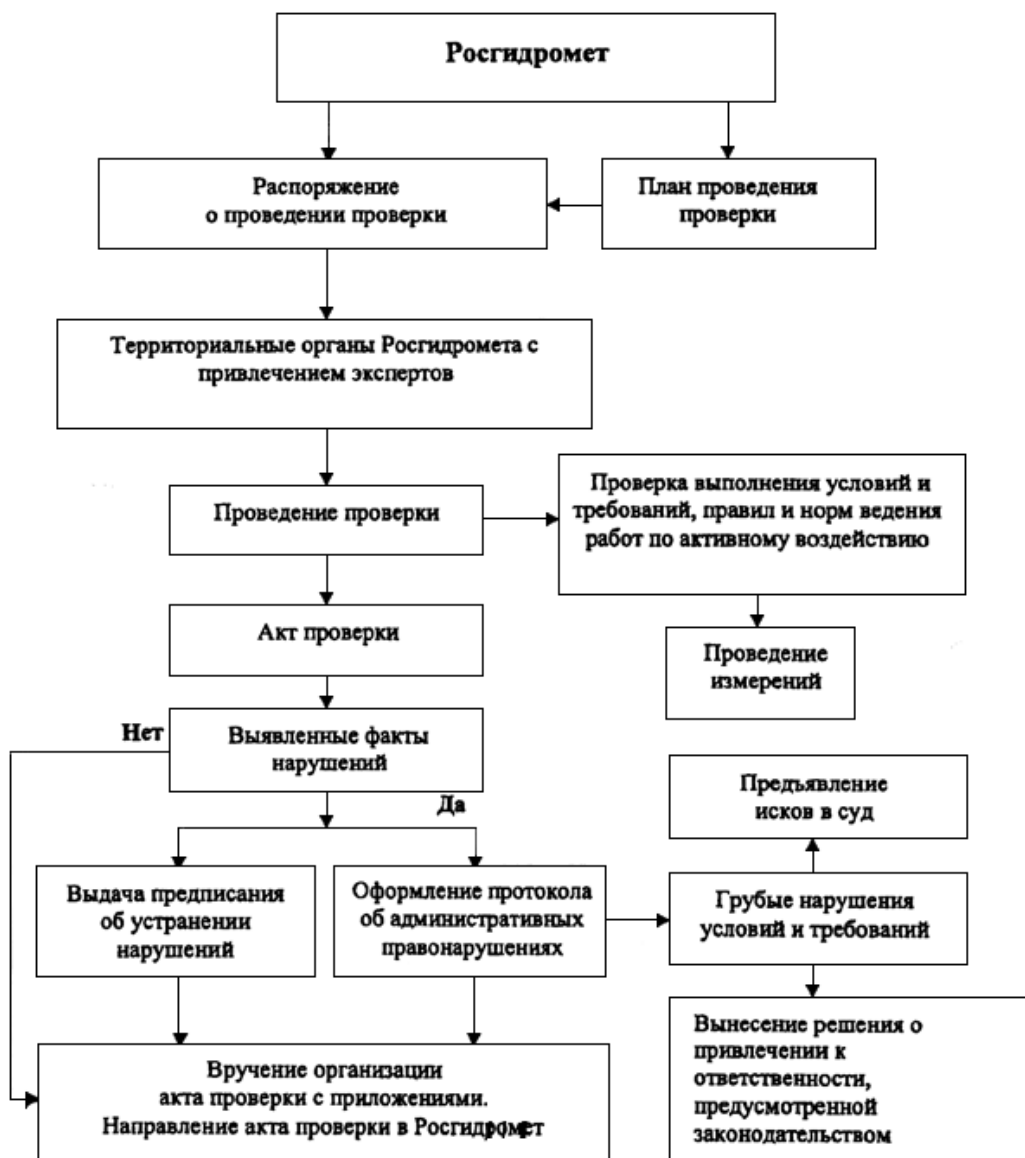 Росгидромет
Распоряжение
о проведении проверки
План проведения
проверки
Территориальные органы Росгидромета с
привлечением экспертов
Проведение проверки
Проверка выполнения условий и
требований, правил и норм ведения
работ по активному воздействию
Акт проверки
Проведение
измерений
Нет
Выявленные факты
нарушений
Да
Предъявление
исков в суд
Выдача предписания
об устранении
нарушений
Оформление протокола
об административных
правонарушениях
Грубые нарушения
условий и требований
Вручение организации
акта проверки с приложениями.
Направление акта проверки в Росгидромет
Вынесение решения о
привлечении к
ответственности,
предусмотренной
законодательством